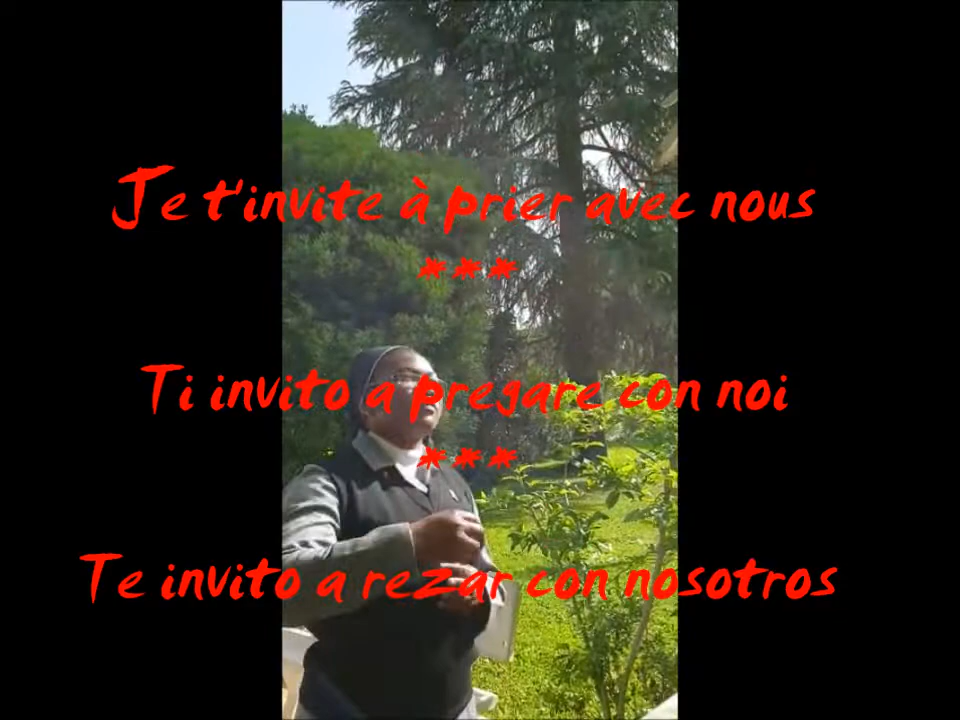 Je t'invite à prier avec nous
***
Ti invito a pregare con noi
***
Te invito a rezar con nosotros